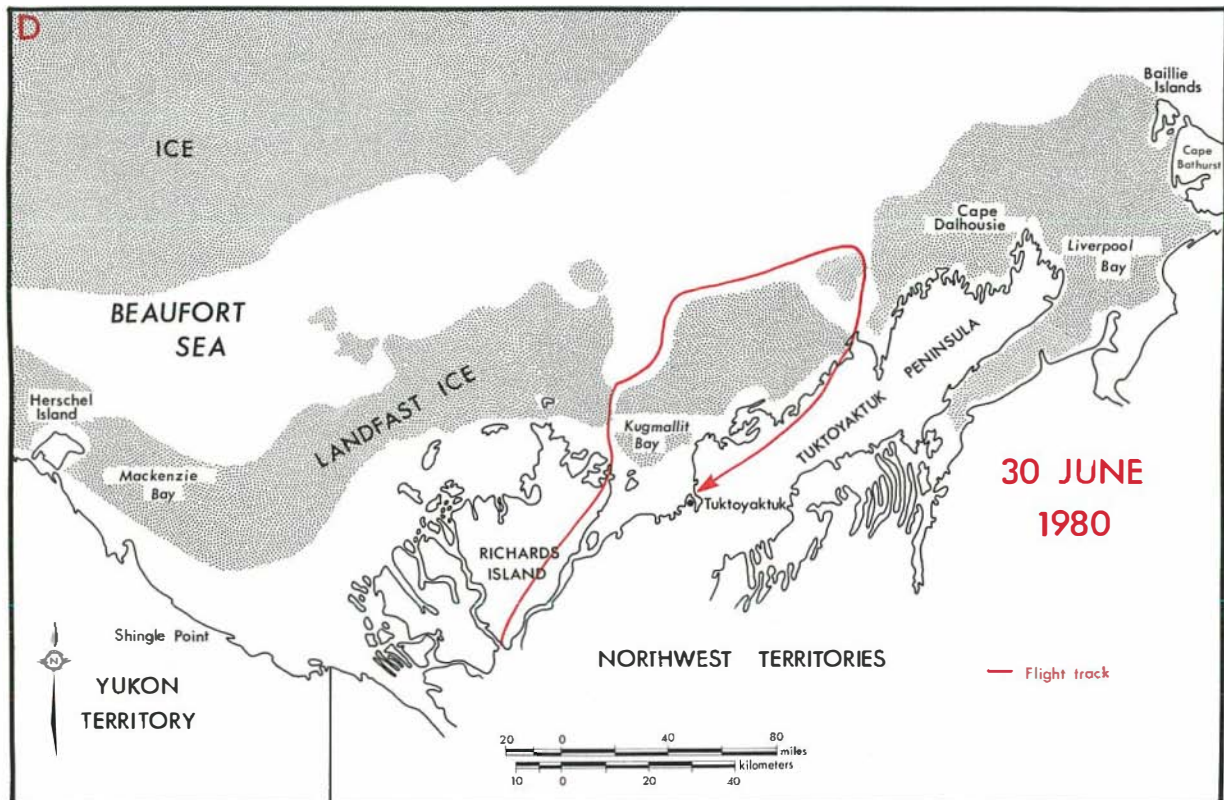 D
ICE
Baillie
Islands
Cape
Bathurst
Cape
Dalhousie
Liverpool
Bay
BEAUFORT
SEA
LANDFAST ICE
Herschel
Island
Mackenzie
Bay
Kugmallit
Bay
TUKTOYAKTUK PENINSULA
Tuktoyaktuk
30 JUNE
1980
RICHARDS
ISLAND
Shingle Point
N
YUKON
TERRITORY
NORTHWEST TERRITORIES
Flight track
20 0 40 80
miles
kilometers
10 0 20 40